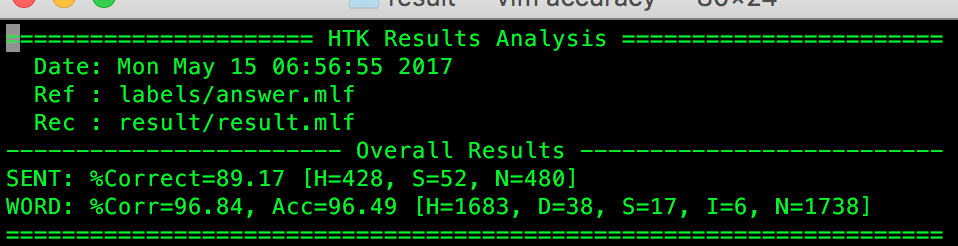 result — vim accuracy — 80×24
======================= HTK Results Analysis =======================
  Date: Mon May 15 06:56:55 2017
  Ref : labels/answer.mlf
  Rec : result/result.mlf
------------------------ Overall Results --------------------------
SENT: %Correct=89.17 [H=428, S=52, N=480]
WORD: %Corr=96.84, Acc=96.49 [H=1683, D=38, S=17, I=6, N=1738]
===================================================================